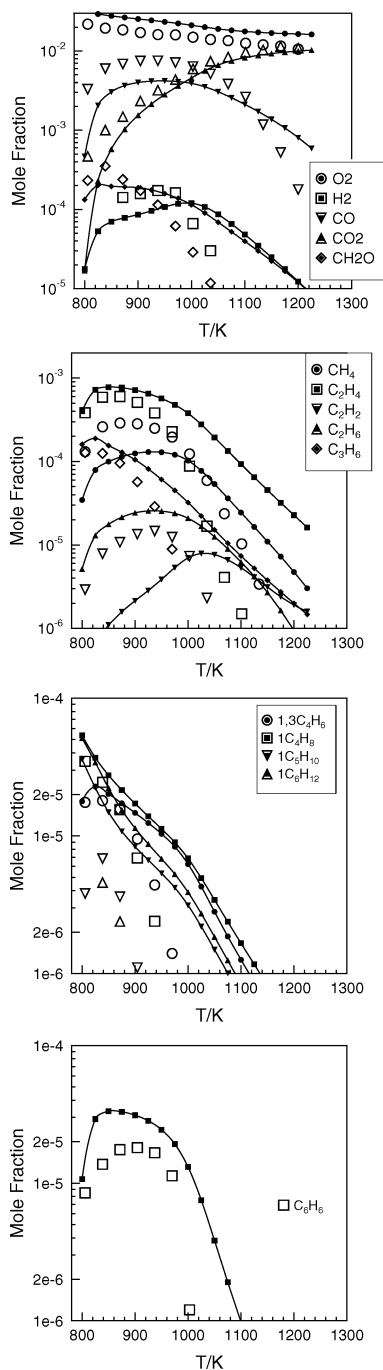 10⁻²
10⁻³
10⁻⁴
10⁻⁵
Mole Fraction
O2
H2
CO
CO2
CH2O
800 900 1000 1100 1200 1300
T/K
10⁻³
10⁻⁴
10⁻⁵
10⁻⁶
Mole Fraction
CH₄
C₂H₄
C₂H₂
C₂H₆
C₃H₆
800 900 1000 1100 1200 1300
T/K
1e-4
2e-5
1e-5
2e-6
1e-6
Mole Fraction
1,3C₄H₆
1C₄H₈
1C₅H₁₀
1C₆H₁₂
800 900 1000 1100 1200 1300
T/K
1e-4
2e-5
1e-5
2e-6
1e-6
Mole Fraction
C₆H₆
800 900 1000 1100 1200 1300
T/K